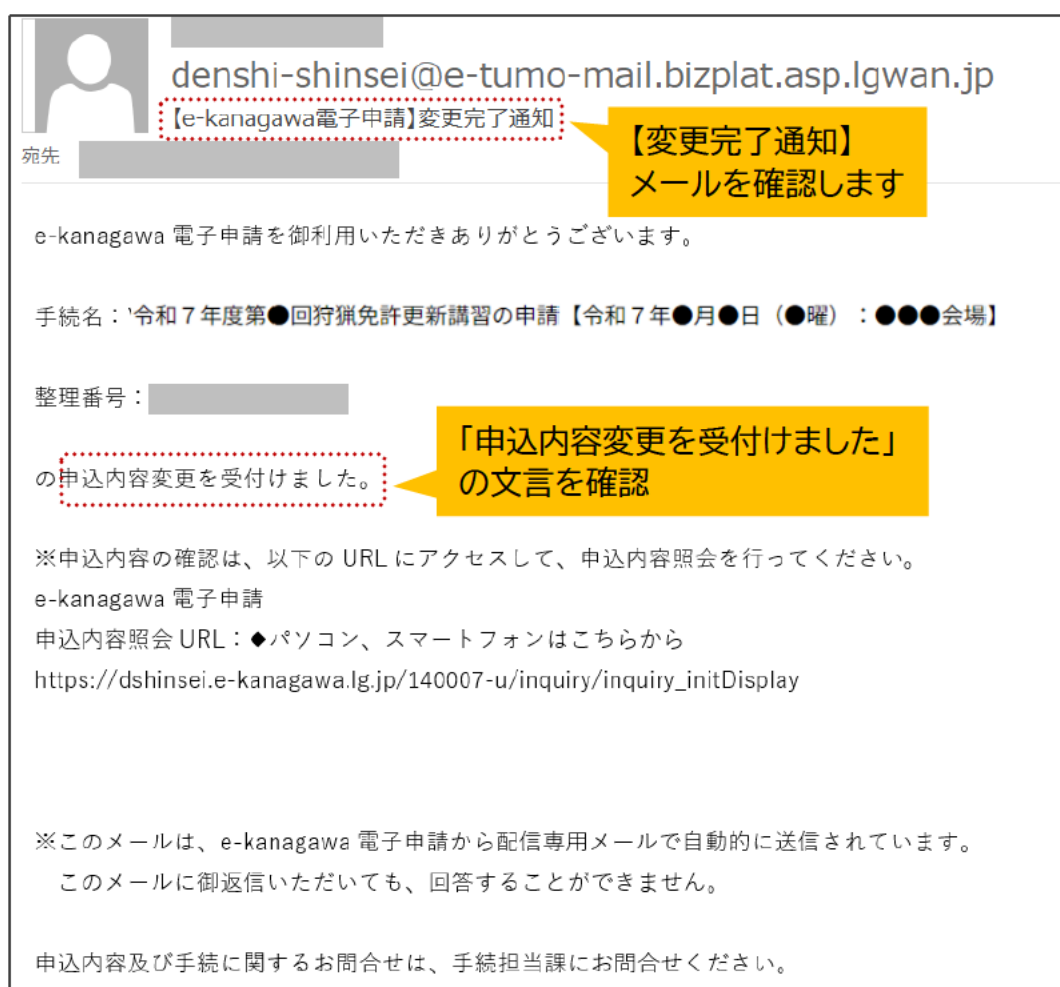 denshi-shinsei@e-tumo-mail.bizplat.asp.lgwan.jp
【e-kanagawa電子申請】変更完了通知
【変更完了通知】
メールを確認します
宛先
e-kanagawa 電子申請を御利用いただきありがとうございます。
手続名：'令和７年度第●回狩猟免許更新講習の申請【令和７年●月●日（●曜）：●●●会場】
整理番号：
「申込内容変更を受付けました」
の文言を確認
の申込内容変更を受付けました。
※申込内容の確認は、以下の URL にアクセスして、申込内容照会を行ってください。
e-kanagawa 電子申請
申込内容照会 URL：◆パソコン、スマートフォンはこちらから
https://dshinsei.e-kanagawa.lg.jp/140007-u/inquiry/inquiry_initDisplay
※このメールは、e-kanagawa 電子申請から配信専用メールで自動的に送信されています。
このメールに御返信いただいても、回答することができません。
申込内容及び手続に関するお問合せは、手続担当課にお問合せください。